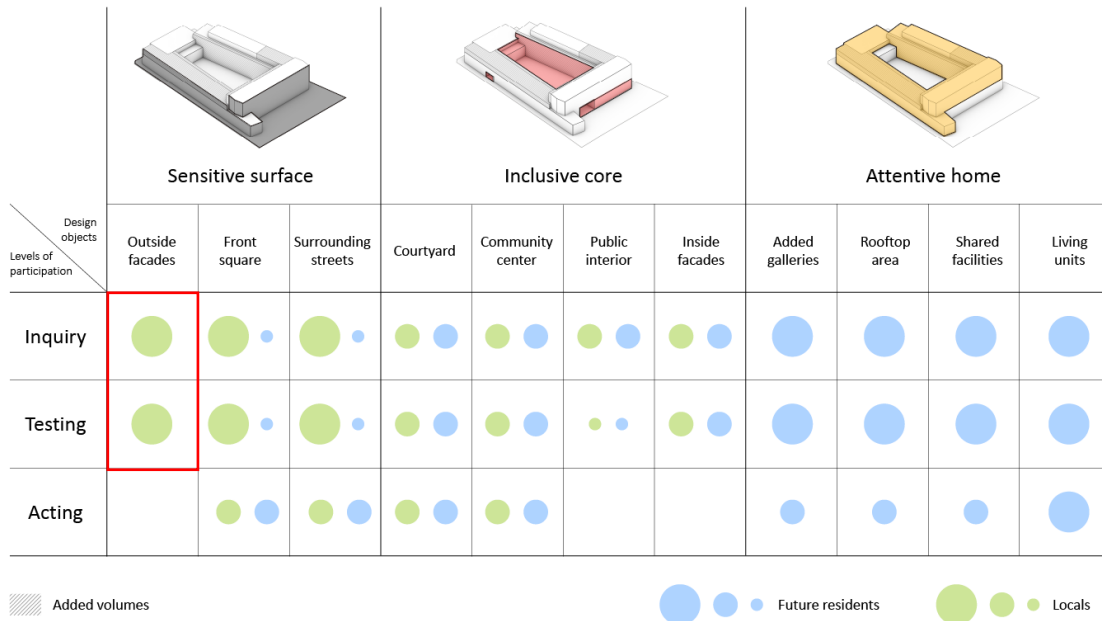 Sensitive surface
Inclusive core
Attentive home
Design
objects
Levels of
participation
Outside
facades
Front
square
Surrounding
streets
Courtyard
Community
center
Public
interior
Inside
facades
Added
galleries
Rooftop
area
Shared
facilities
Living
units
Inquiry
Testing
Acting
Added volumes
Future residents
Locals